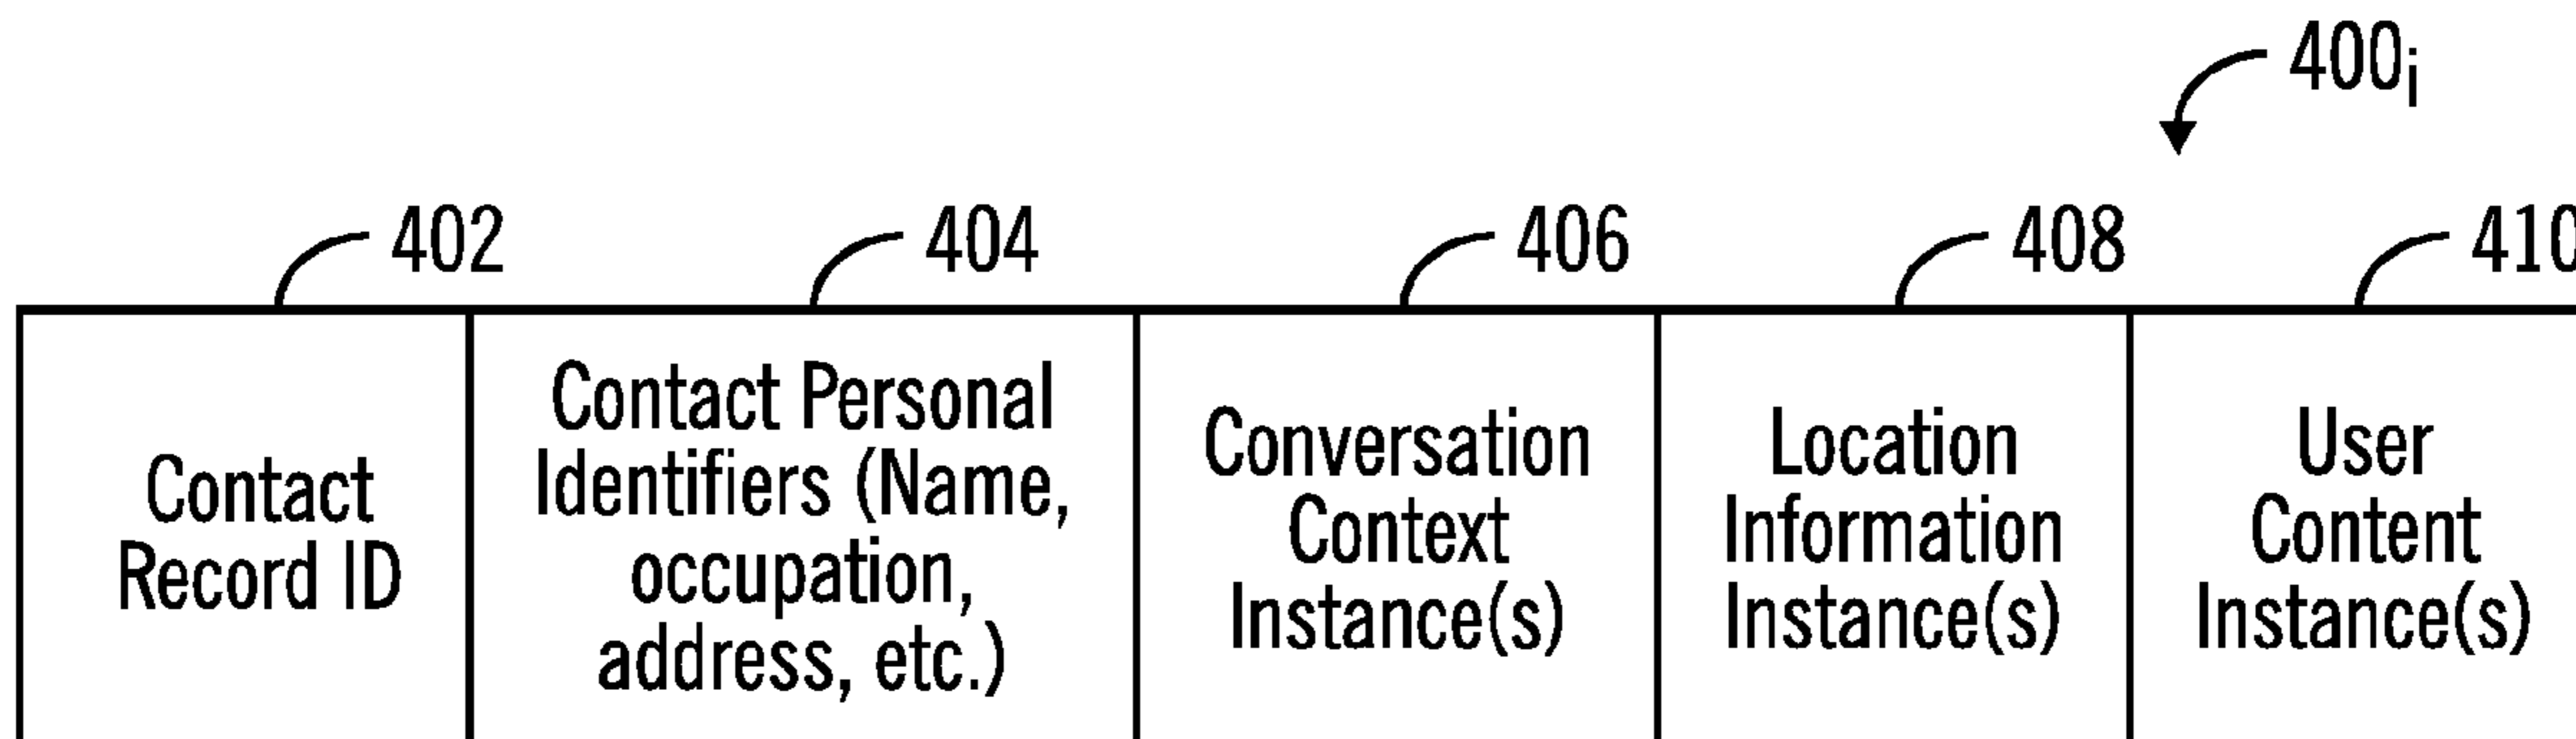 400i
402
404
406
408
410
Contact
Record ID
Contact Personal
Identifiers (Name,
occupation,
address, etc.)
Conversation
Context
Instance(s)
Location
Information
Instance(s)
User
Content
Instance(s)